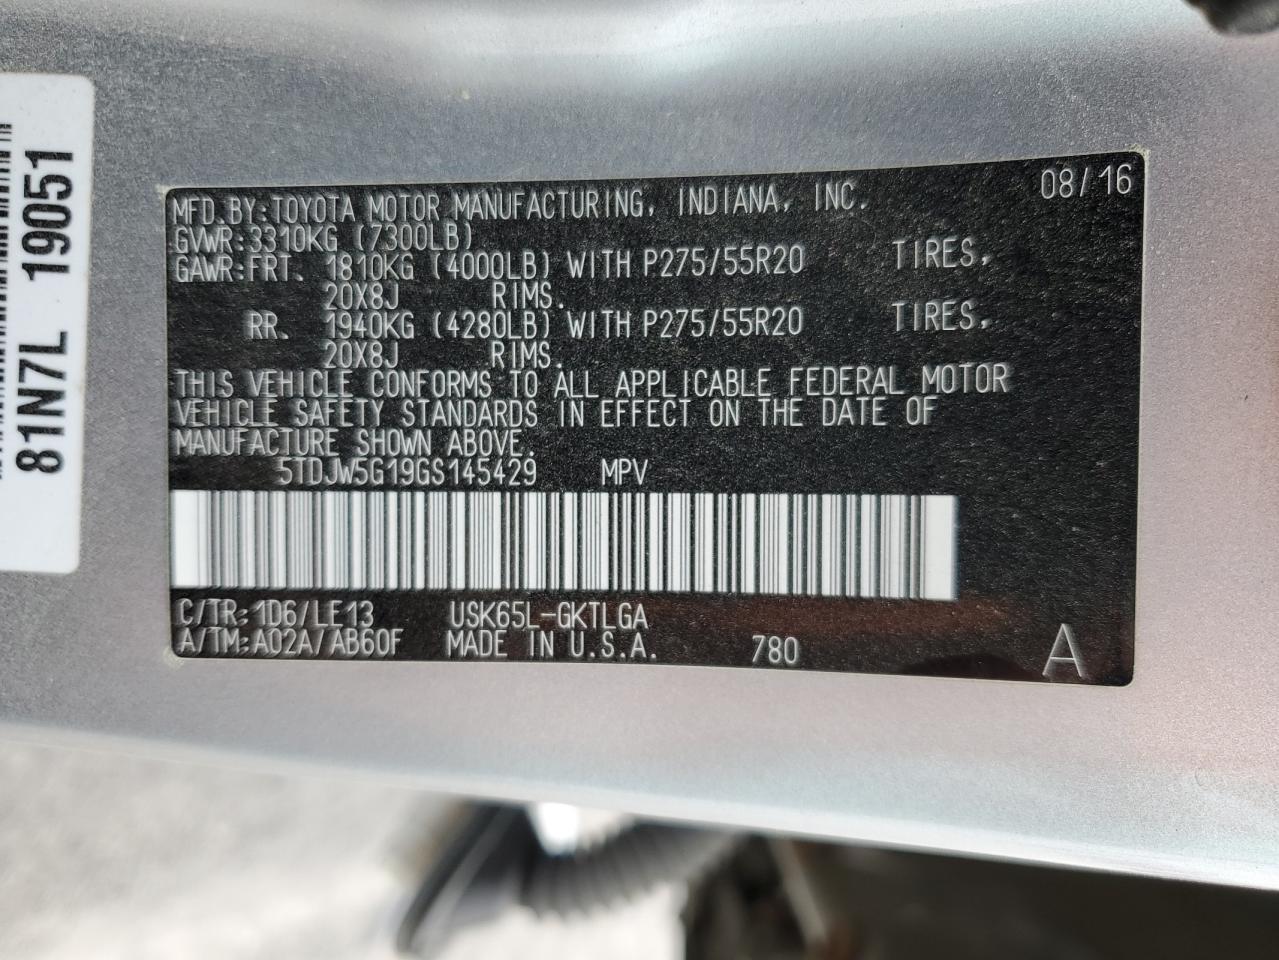 81N7L 19051
08/16
MFD.BY:TOYOTA MOTOR MANUFACTURING, INDIANA, INC.
GVWR:3310KG (7300LB)
GAWR:FRT. 1810KG (4000LB) WITH P275/55R20 TIRES,
20X8J RIMS.
RR. 1940KG (4280LB) WITH P275/55R20 TIRES,
20X8J RIMS.
THIS VEHICLE CONFORMS TO ALL APPLICABLE FEDERAL MOTOR
VEHICLE SAFETY STANDARDS IN EFFECT ON THE DATE OF
MANUFACTURE SHOWN ABOVE.
5TDJW5G19GS145429 MPV
C/TR:1D6/LE13 USK65L-GKTLGA
A/TM:A02A/AB60F MADE IN U.S.A. 780 A